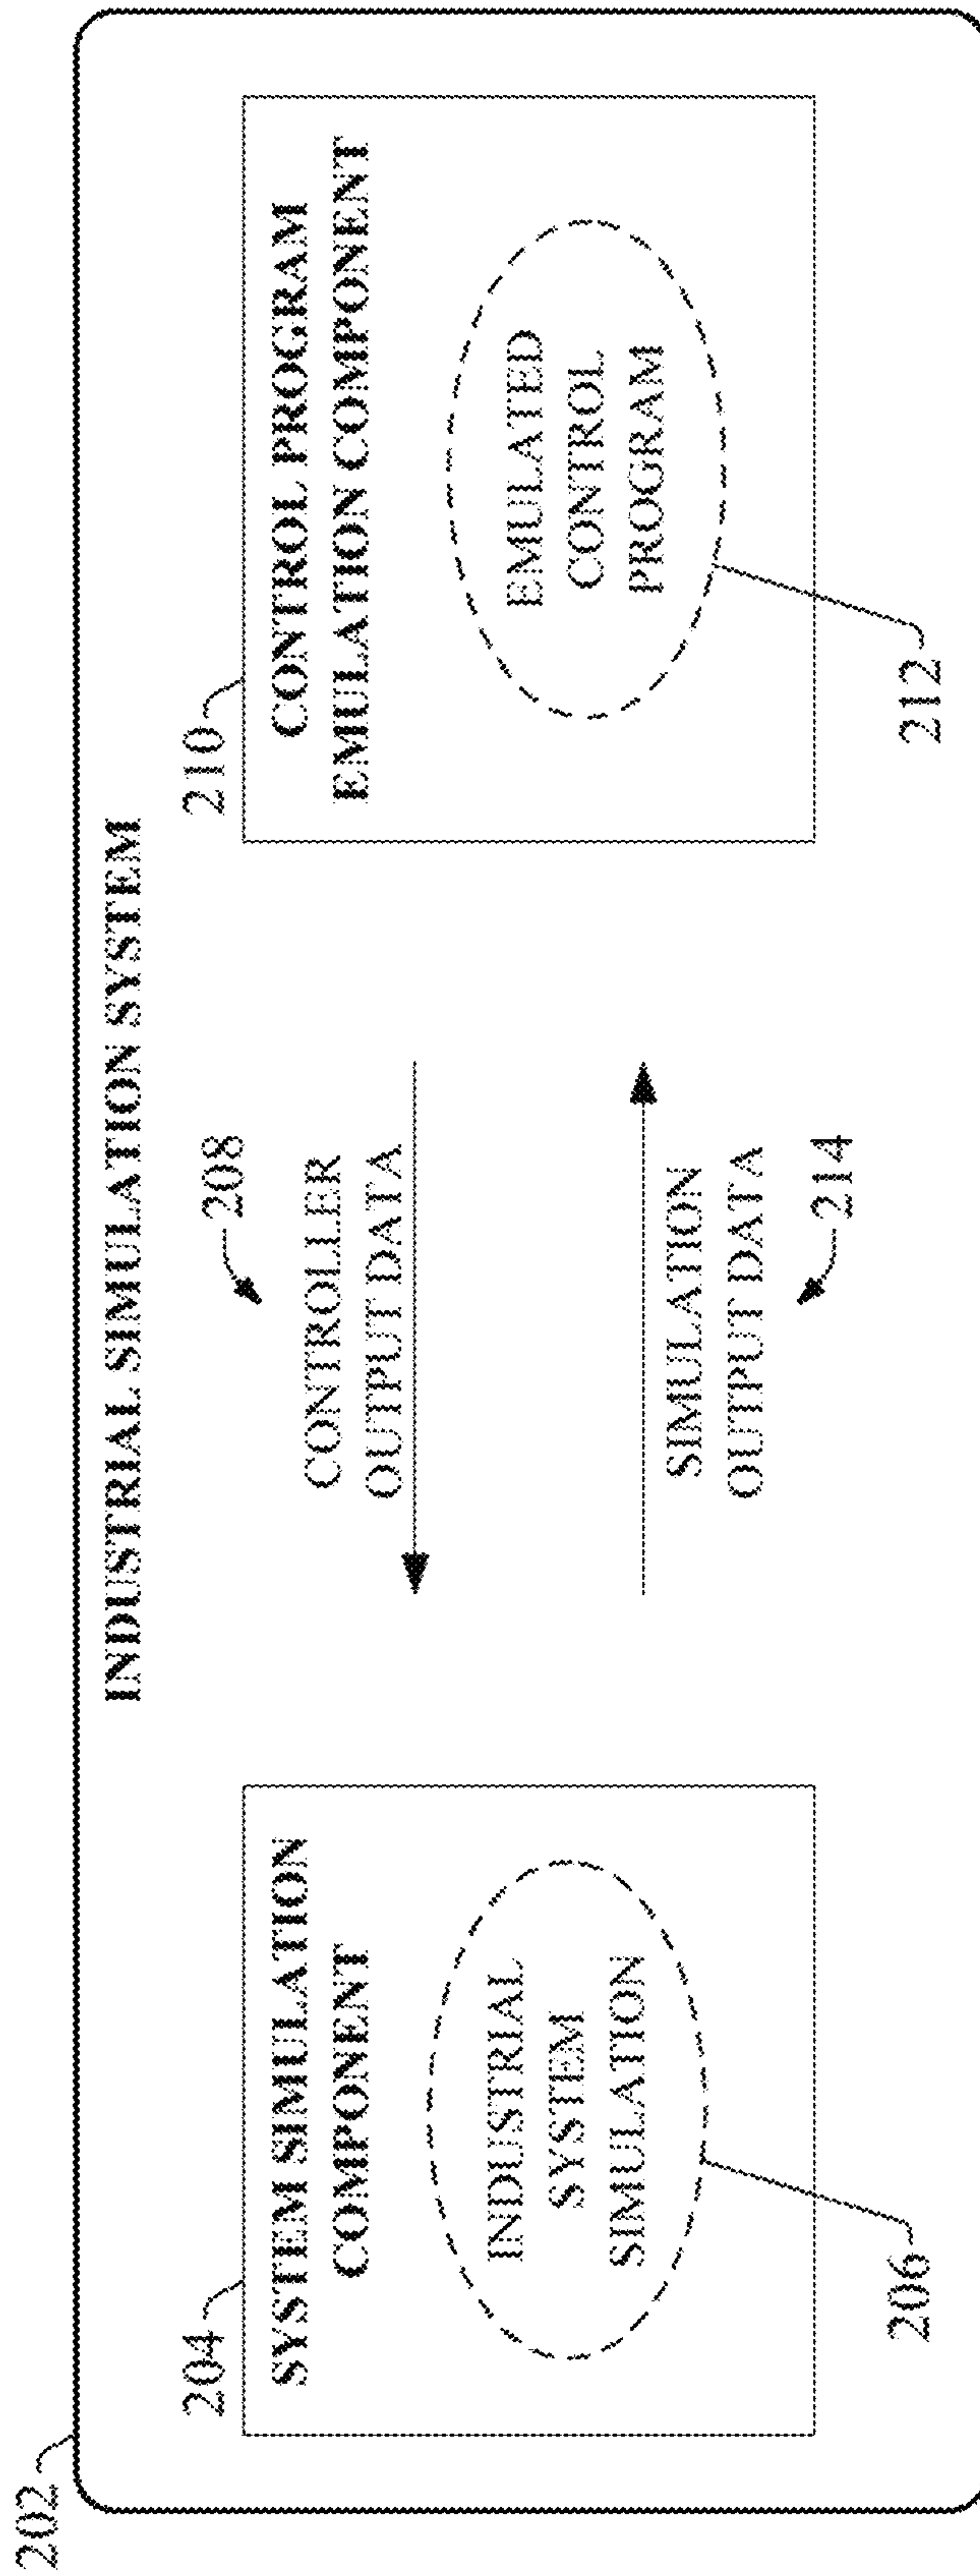 202
INDUSTRIAL SIMULATION SYSTEM
204
SYSTEM SIMULATION
COMPONENT
INDUSTRIAL
SYSTEM
SIMULATION
206
208
CONTROLLER
OUTPUT DATA
SIMULATION
OUTPUT DATA
214
210
CONTROL PROGRAM
EMULATION COMPONENT
EMULATED
CONTROL
PROGRAM
212